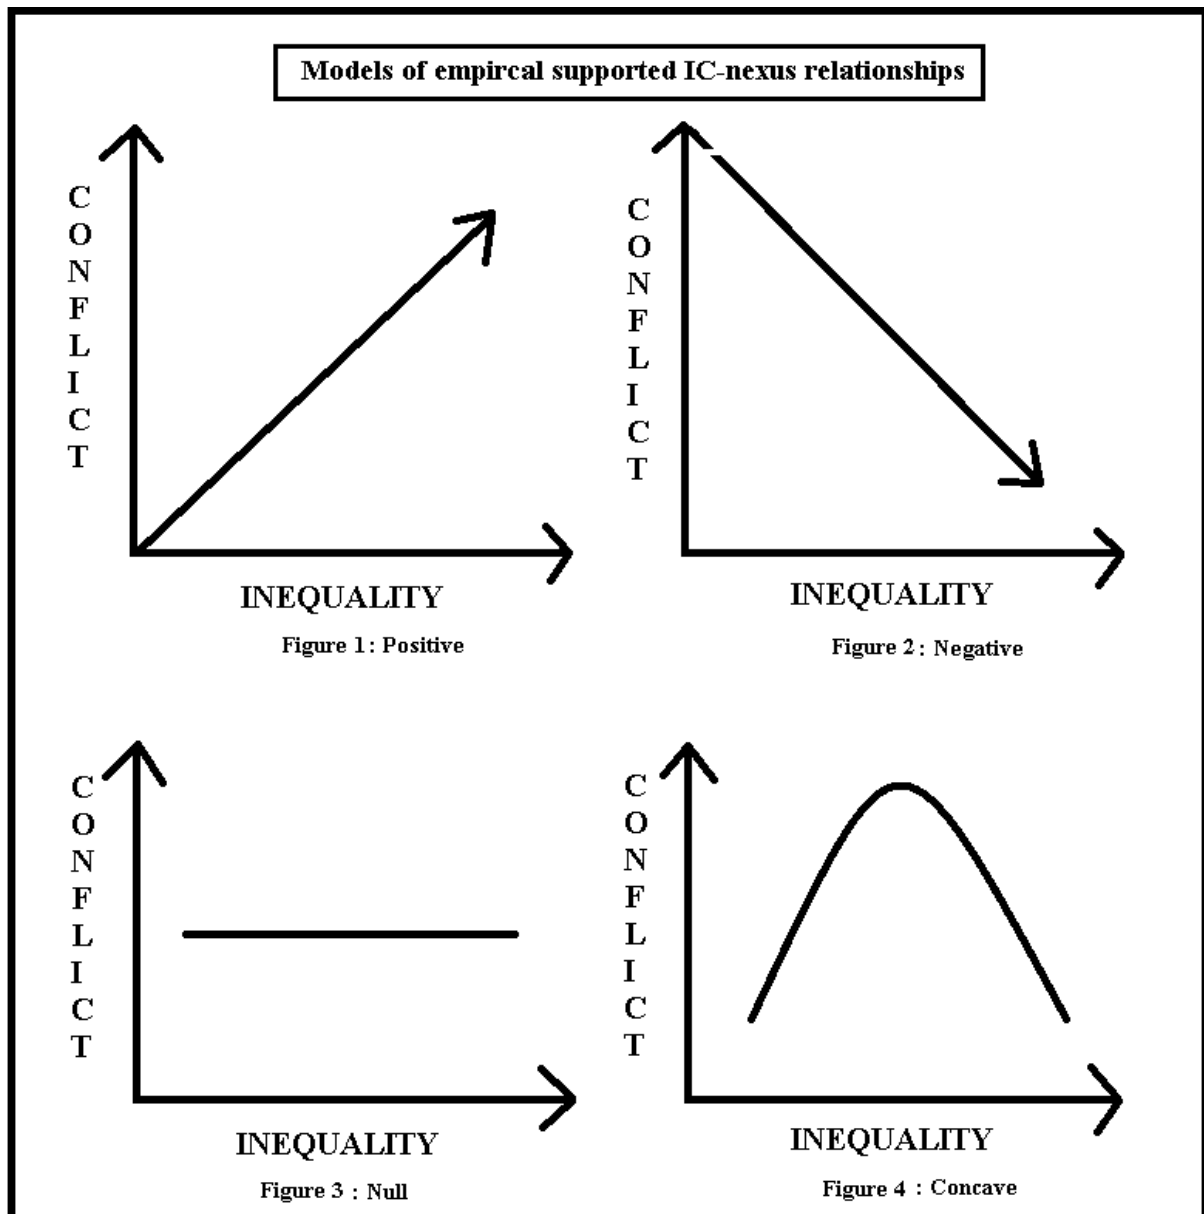 Models of empircal supported IC-nexus relationships
CONFLICT
INEQUALITY
Figure 1: Positive
CONFLICT
INEQUALITY
Figure 2 : Negative
CONFLICT
INEQUALITY
Figure 3 : Null
CONFLICT
INEQUALITY
Figure 4 : Concave